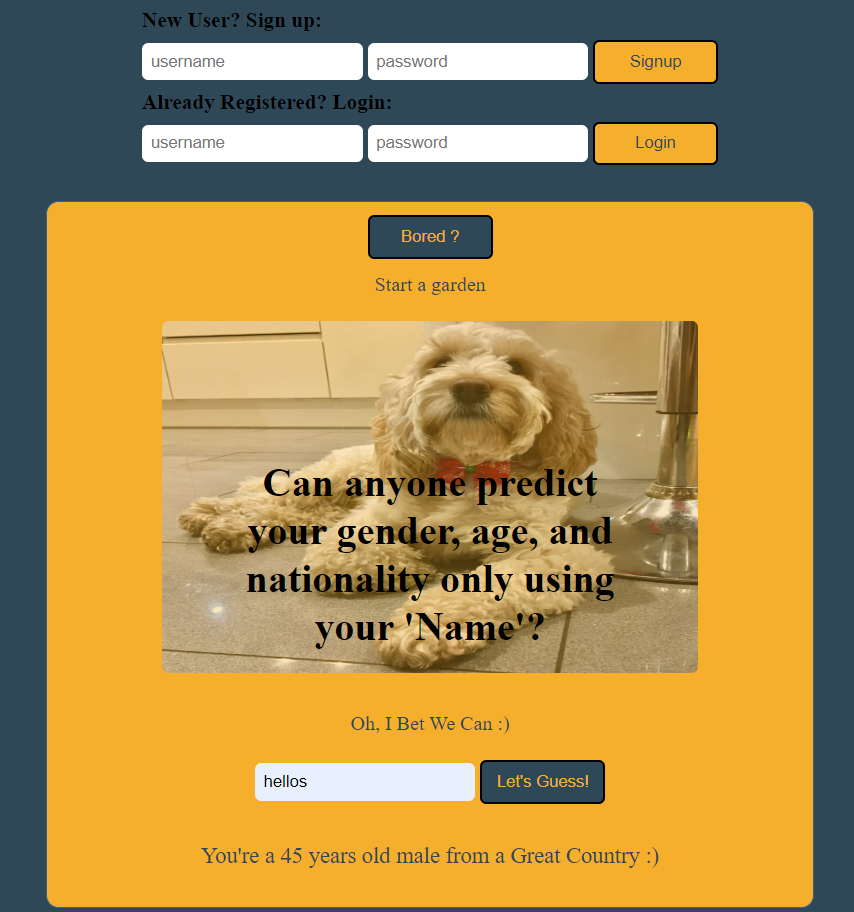 New User? Sign up:
username password Signup
Already Registered? Login:
username password Login
Bored ?
Start a garden
Can anyone predict
your gender, age, and
nationality only using
your 'Name'?
Oh, I Bet We Can :)
hellos Let's Guess!
You're a 45 years old male from a Great Country :)